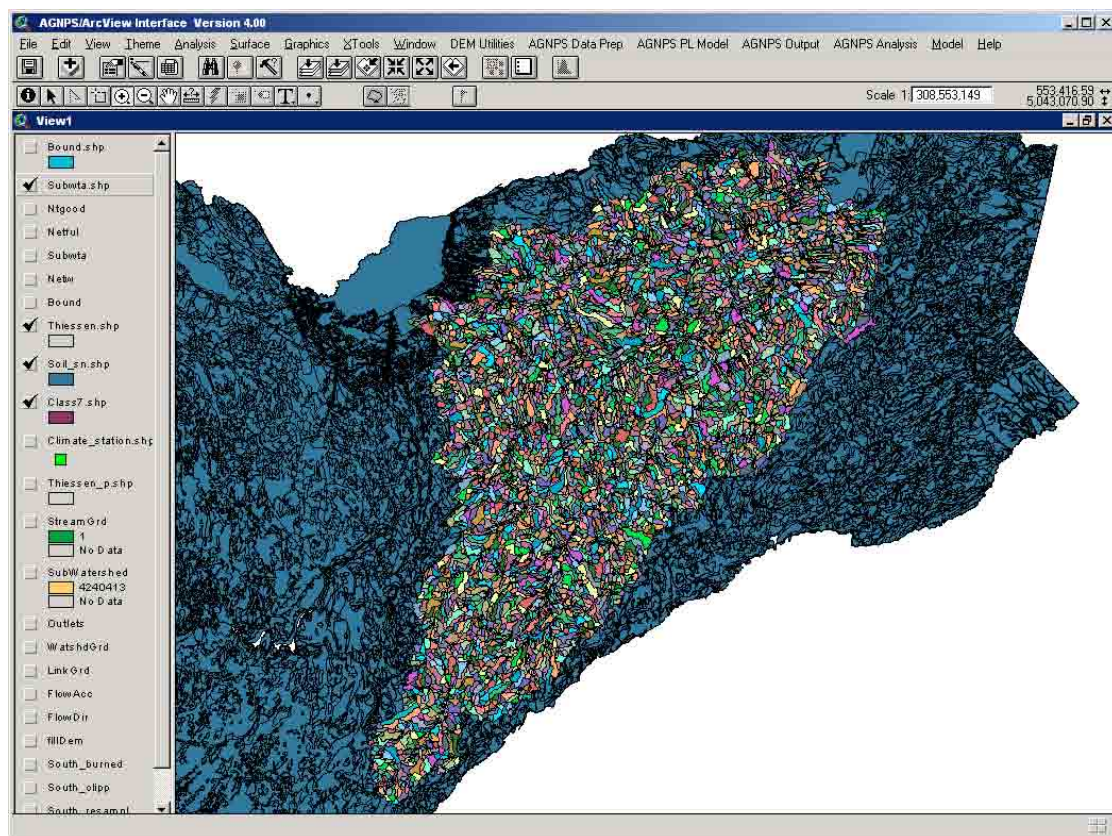 AGNPS/ArcView Interface Version 4.00
File Edit View Theme Analysis Surface Graphics XTools Window DEM Utilities AGNPS Data Prep AGNPS PL Model AGNPS Output AGNPS Analysis Model Help
Scale 1: 308,553,149
553,416.59
5,043,070.90
View1
Bound.shp
Subwta.shp
Ntgood
Netful
Subwta
Netw
Bound
Thiessen.shp
Soil_sn.shp
Class7.shp
Climate_station.shp
Thiessen_p.shp
StreamGrd
1
No Data
SubWatershed
4240413
No Data
Outlets
WatshdGrd
LinkGrd
FlowAcc
FlowDir
fillDem
South_burned
South_clipp
South_resampl